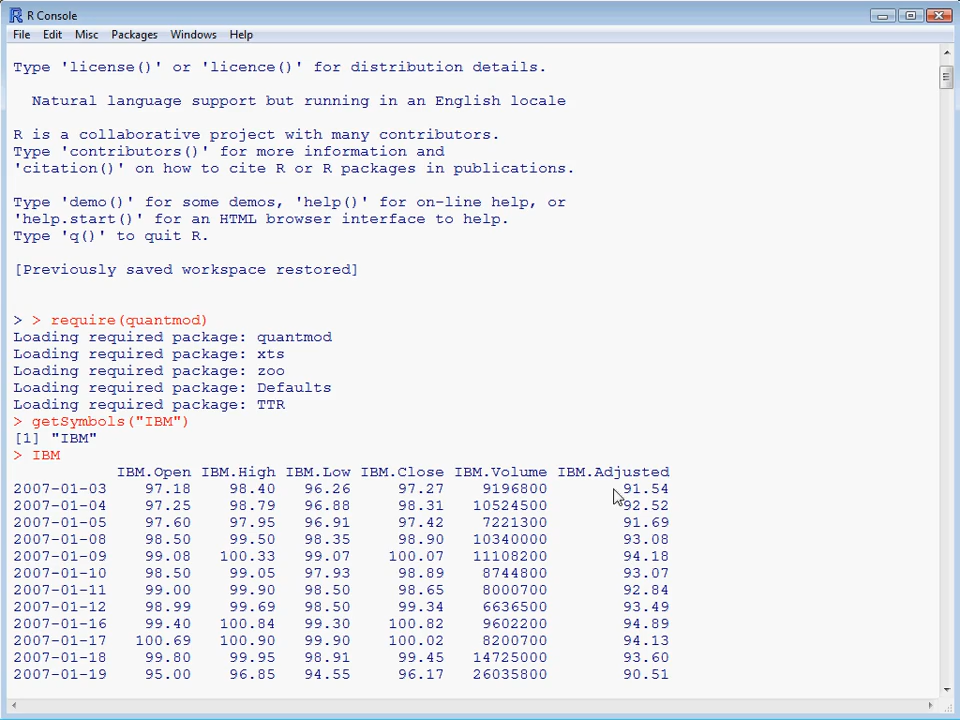 R Console
File Edit Misc Packages Windows Help
Type 'license()' or 'licence()' for distribution details.
Natural language support but running in an English locale
R is a collaborative project with many contributors.
Type 'contributors()' for more information and
'citation()' on how to cite R or R packages in publications.
Type 'demo()' for some demos, 'help()' for on-line help, or
'help.start()' for an HTML browser interface to help.
Type 'q()' to quit R.
[Previously saved workspace restored]
> > require(quantmod)
Loading required package: quantmod
Loading required package: xts
Loading required package: zoo
Loading required package: Defaults
Loading required package: TTR
> getSymbols("IBM")
[1] "IBM"
> IBM
IBM.Open IBM.High IBM.Low IBM.Close IBM.Volume IBM.Adjusted
2007-01-03 97.18 98.40 96.26 97.27 9196800 91.54
2007-01-04 97.25 98.79 96.88 98.31 10524500 92.52
2007-01-05 97.60 97.95 96.91 97.42 7221300 91.69
2007-01-08 98.50 99.50 98.35 98.90 10340000 93.08
2007-01-09 99.08 100.33 99.07 100.07 11108200 94.18
2007-01-10 98.50 99.05 97.93 98.89 8744800 93.07
2007-01-11 99.00 99.90 98.50 98.65 8000700 92.84
2007-01-12 98.99 99.69 98.50 99.34 6636500 93.49
2007-01-16 99.40 100.84 99.30 100.82 9602200 94.89
2007-01-17 100.69 100.90 99.90 100.02 8200700 94.13
2007-01-18 99.80 99.95 98.91 99.45 14725000 93.60
2007-01-19 95.00 96.85 94.55 96.17 26035800 90.51